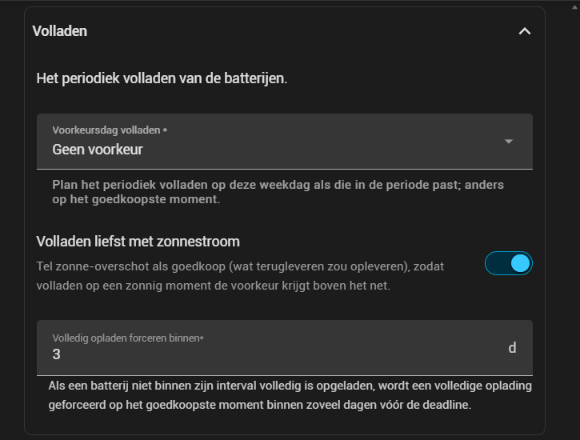 Volladen
Het periodiek volladen van de batterijen.
Voorkeursdag volladen *
Geen voorkeur
Plan het periodiek volladen op deze weekdag als die in de periode past; anders
op het goedkoopste moment.
Volladen liefst met zonnestroom
Tel zonne-overschot als goedkoop (wat terugleveren zou opleveren), zodat
volladen op een zonnig moment de voorkeur krijgt boven het net.
Volledig opladen forceren binnen*
3
d
Als een batterij niet binnen zijn interval volledig is opgeladen, wordt een volledige oplading
geforceerd op het goedkoopste moment binnen zoveel dagen vóór de deadline.